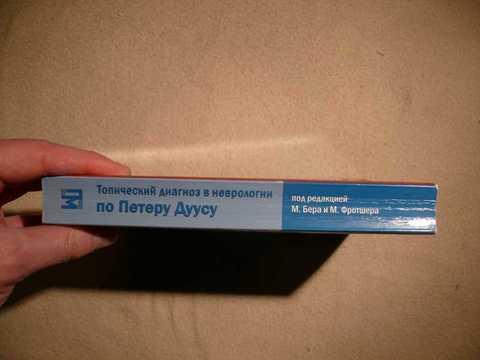 Топический диагноз в неврологии
по Петеру Дуусу
под редакцией
М. Бера и М. Фротшера